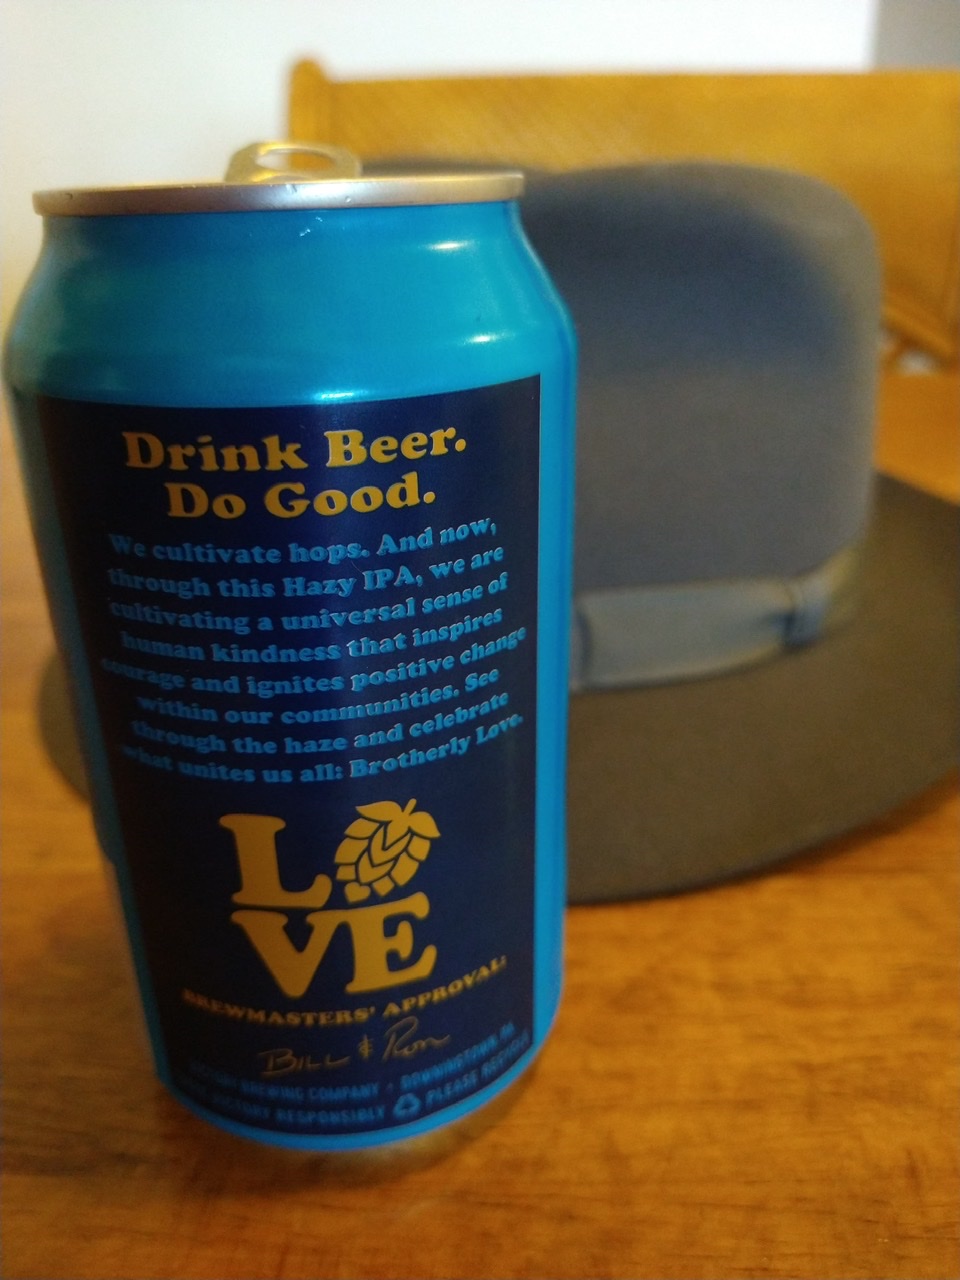 Drink Beer.
Do Good.
We cultivate hops. And now,
through this Hazy IPA, we are
cultivating a universal sense of
human kindness that inspires
courage and ignites positive change
within our communities. See
through the haze and celebrate
what unites us all: Brotherly Love.
L VE
BREWMASTERS' APPROVAL:
Bill & Ron
BREWING COMPANY · DOWNINGTOWN, PA
VICTORY RESPONSIBLY PLEASE RECYCLE